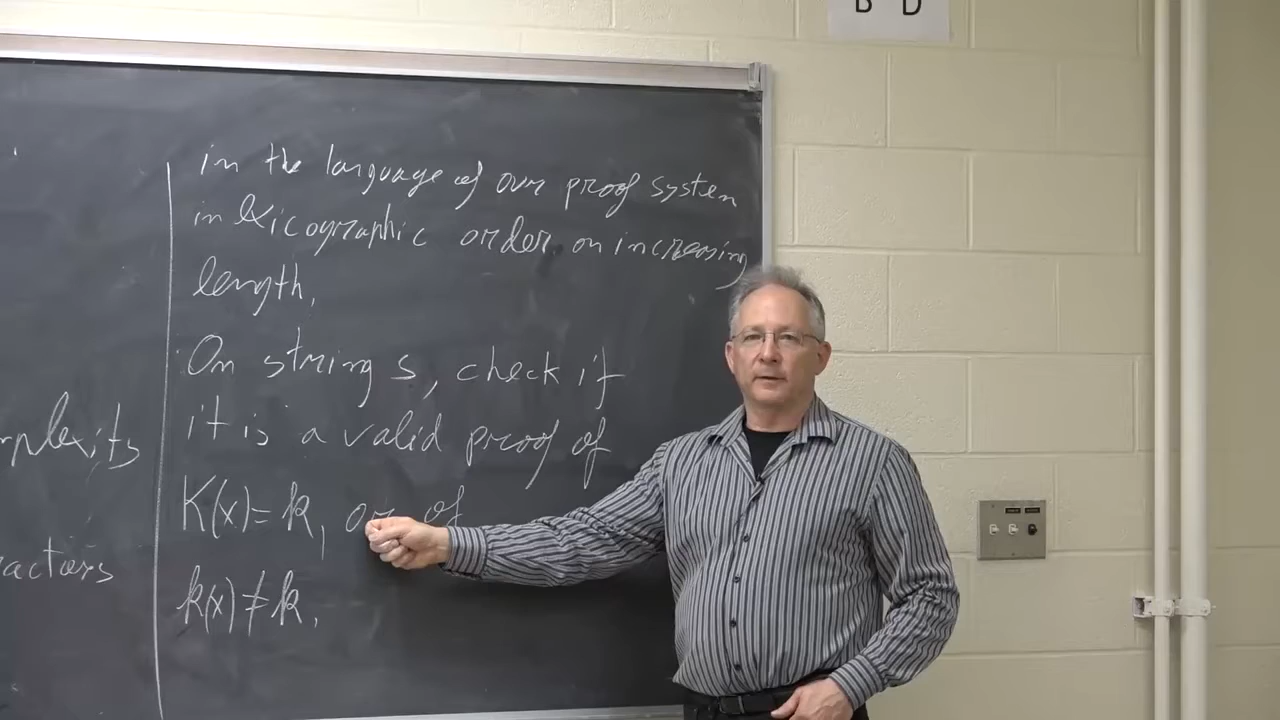 B D
in the language of our proof system
in lexicographic order on increasing
length,
On string s, check if
it is a valid proof of
K(x)=k, or of
k(x)≠k,
mplexity
actors